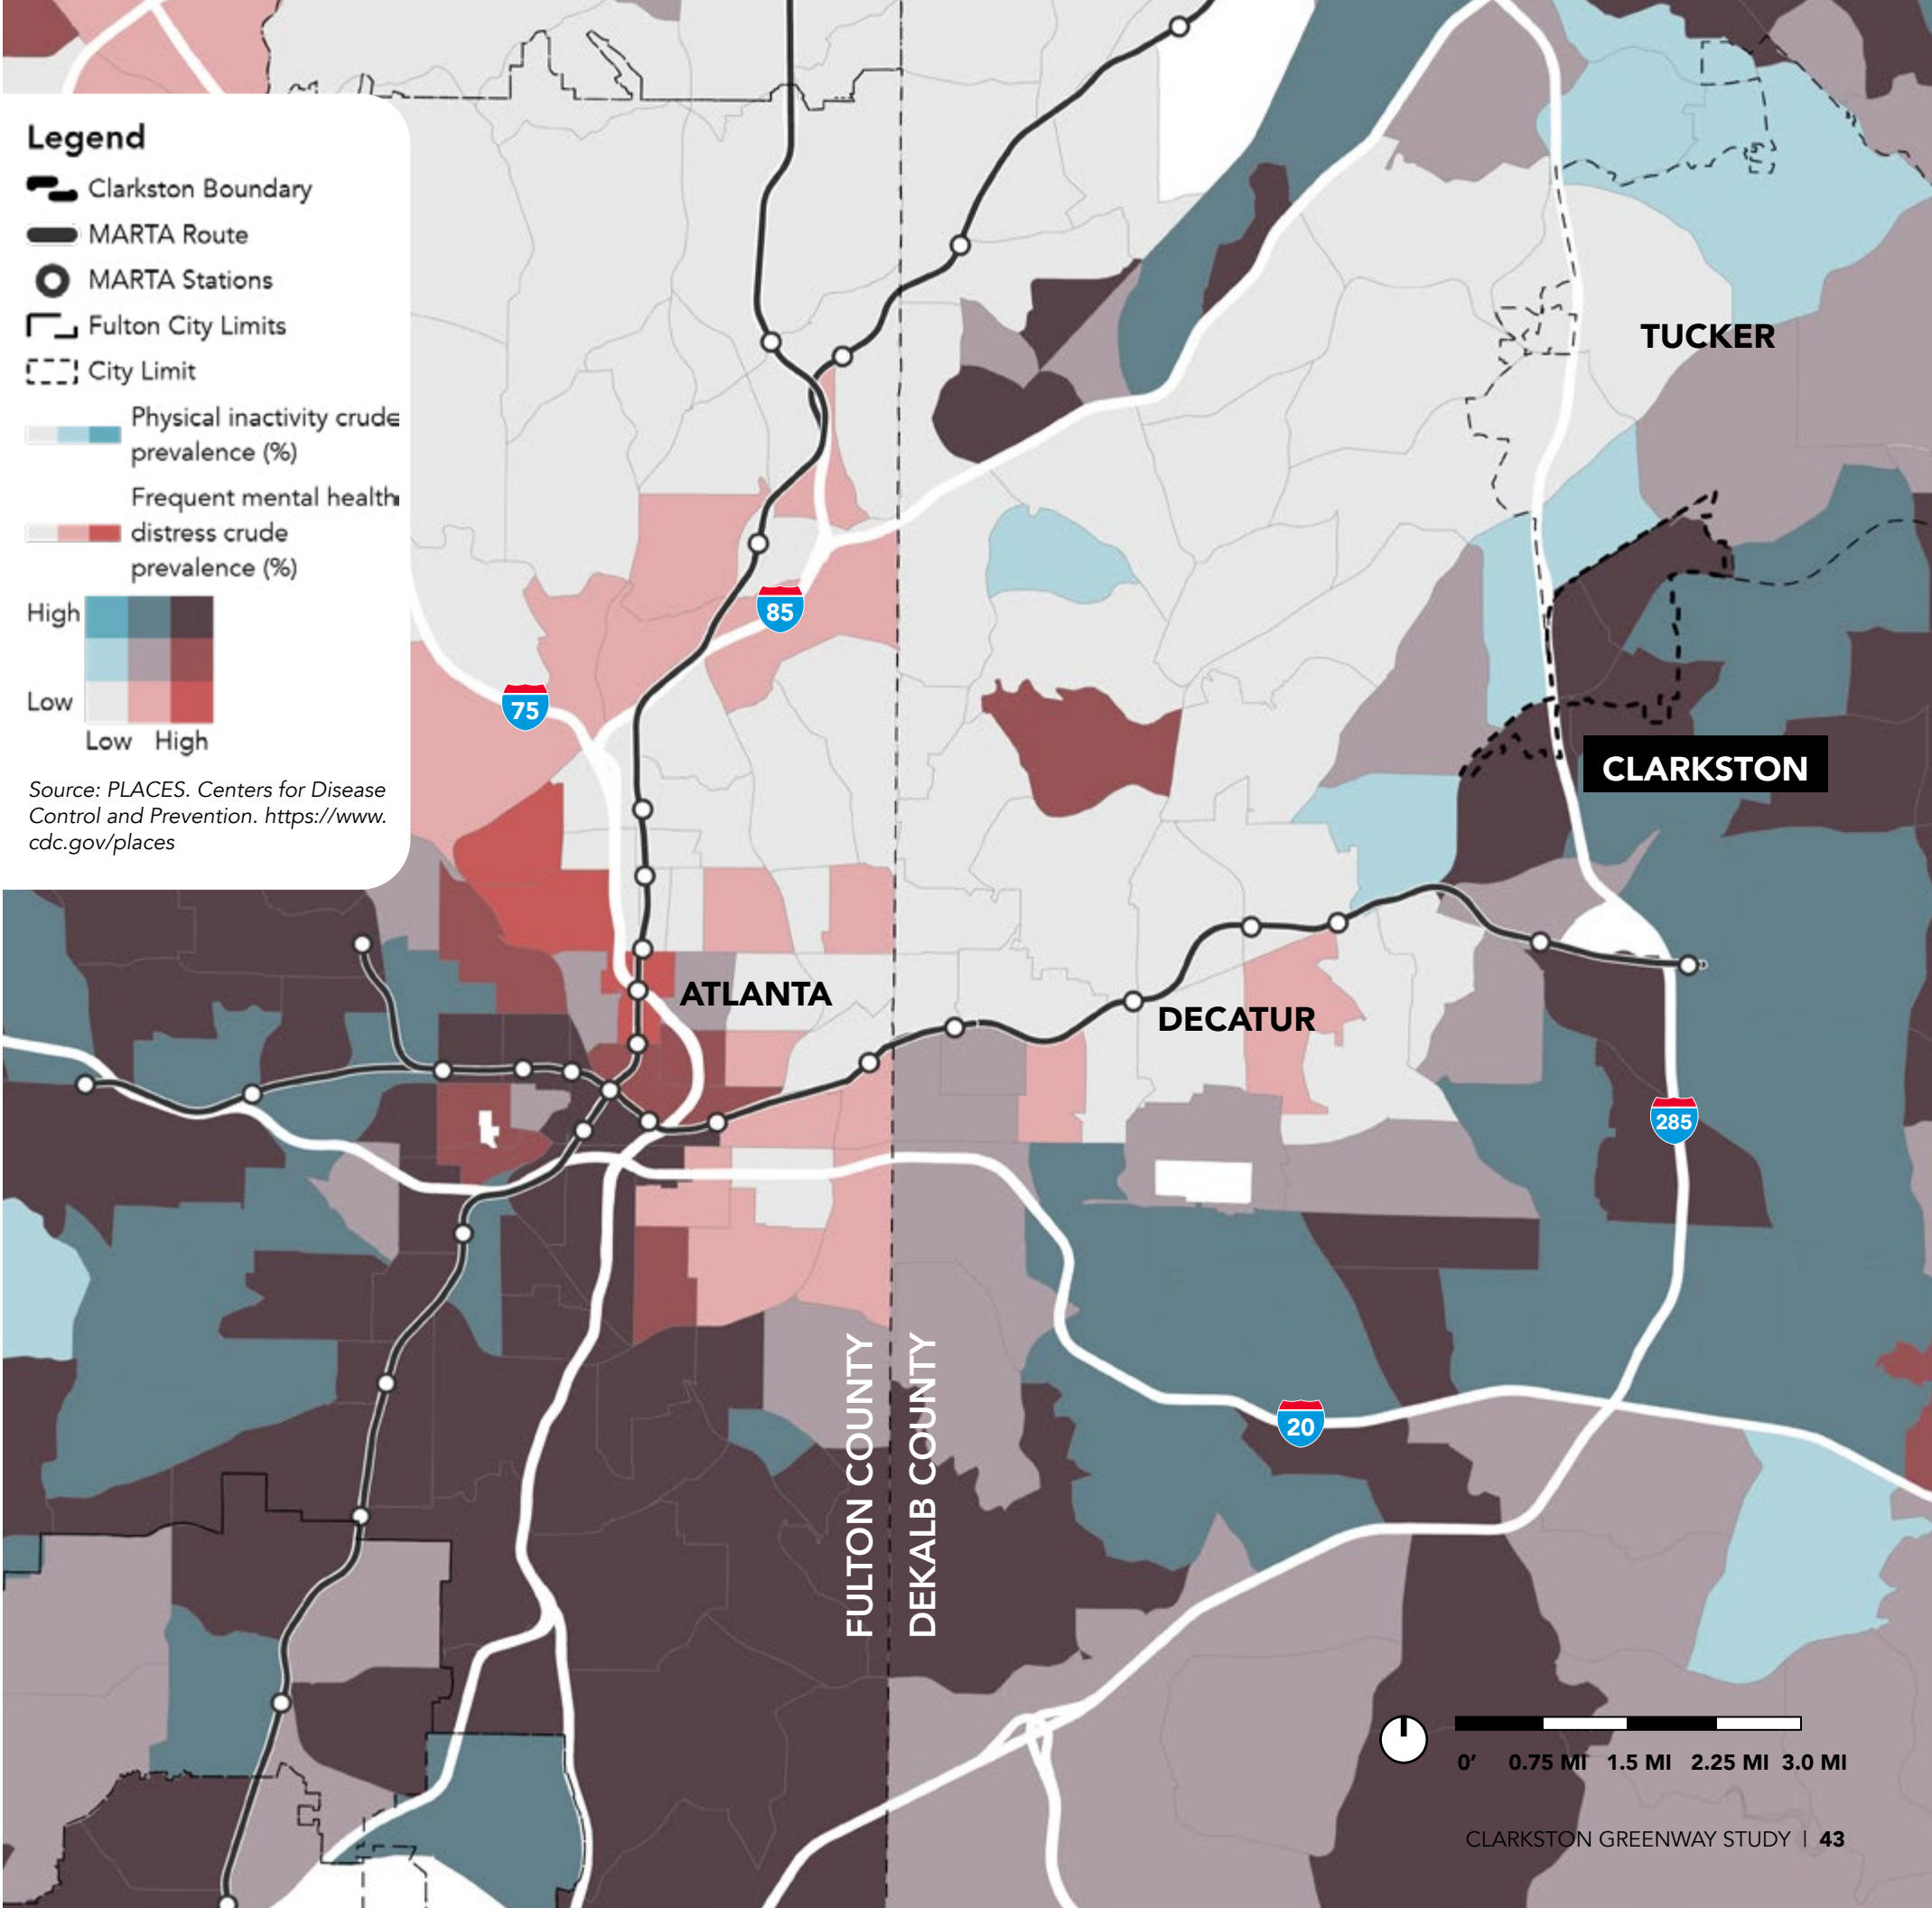 Legend
Clarkston Boundary
MARTA Route
MARTA Stations
Fulton City Limits
City Limit
Physical inactivity crude
prevalence (%)
Frequent mental health
distress crude
prevalence (%)
High
Low
Low High
Source: PLACES. Centers for Disease
Control and Prevention. https://www.
cdc.gov/places
TUCKER
85
75
CLARKSTON
ATLANTA
DECATUR
285
FULTON COUNTY
DEKALB COUNTY
20
0' 0.75 MI 1.5 MI 2.25 MI 3.0 MI
CLARKSTON GREENWAY STUDY | 43